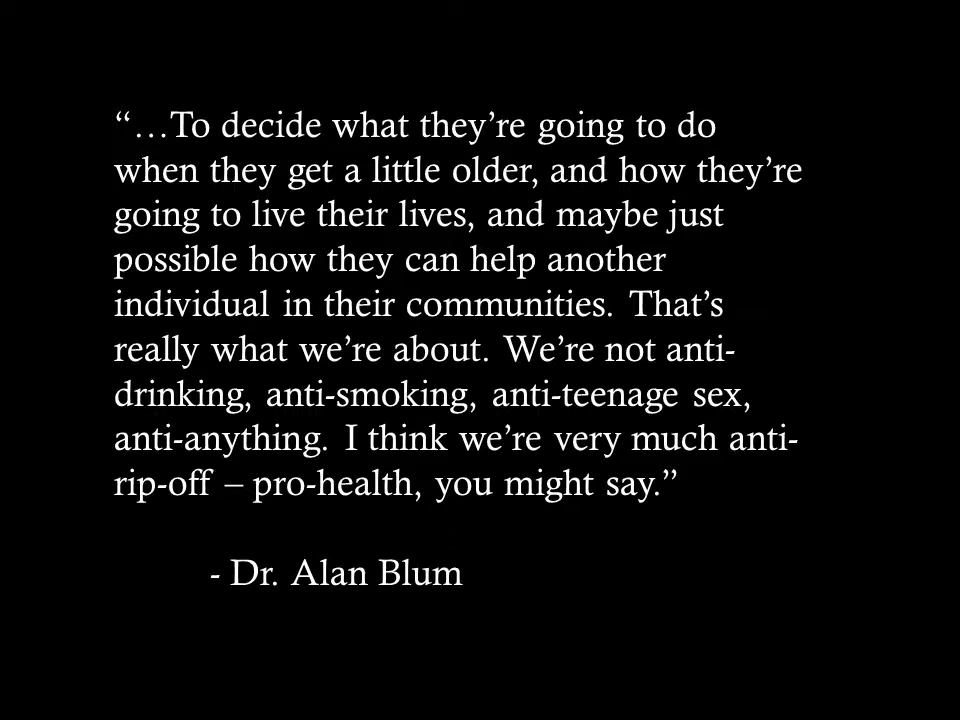 “…To decide what they’re going to do
when they get a little older, and how they’re
going to live their lives, and maybe just
possible how they can help another
individual in their communities. That’s
really what we’re about. We’re not anti-
drinking, anti-smoking, anti-teenage sex,
anti-anything. I think we’re very much anti-
rip-off – pro-health, you might say.”
- Dr. Alan Blum